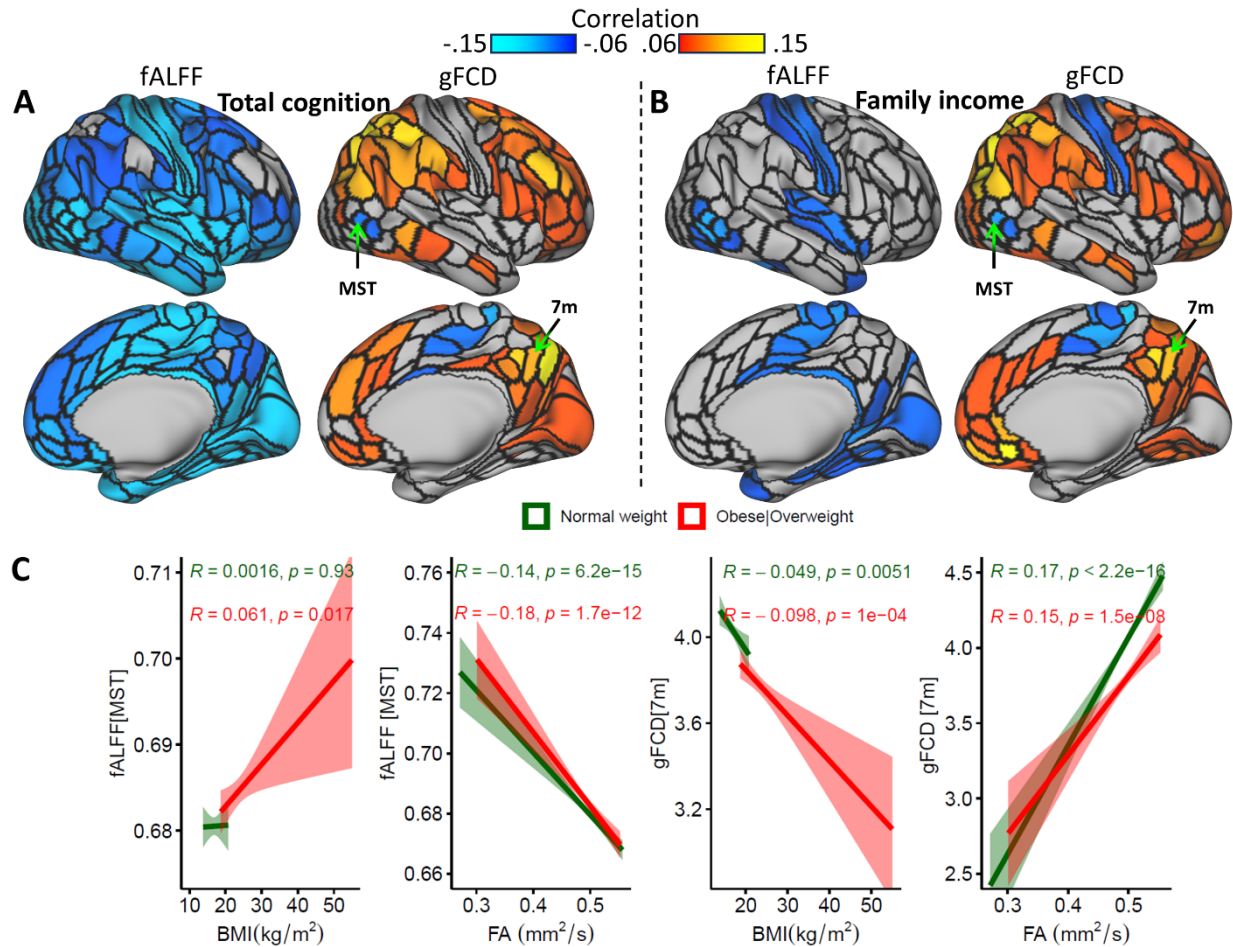 Correlation
-.15 -.06 .06 .15
fALFF gFCD fALFF gFCD
A Total cognition B Family income
MST MST
7m 7m
Normal weight Obese|Overweight
C
R = 0.0016, p = 0.93
R = 0.061, p = 0.017
fALFF[MST]
0.71
0.70
0.69
0.68
10 20 30 40 50
BMI(kg/m²)
R = −0.14, p = 6.2e−15
R = −0.18, p = 1.7e−12
fALFF [MST]
0.76
0.74
0.72
0.70
0.68
0.66
0.3 0.4 0.5
FA (mm²/s)
R = −0.049, p = 0.0051
R = −0.098, p = 1e−04
gFCD[7m]
4.0
3.6
3.2
20 30 40 50
BMI(kg/m²)
R = 0.17, p < 2.2e−16
R = 0.15, p = 1.5e−08
gFCD [7m]
4.5
4.0
3.5
3.0
2.5
0.3 0.4 0.5
FA (mm²/s)